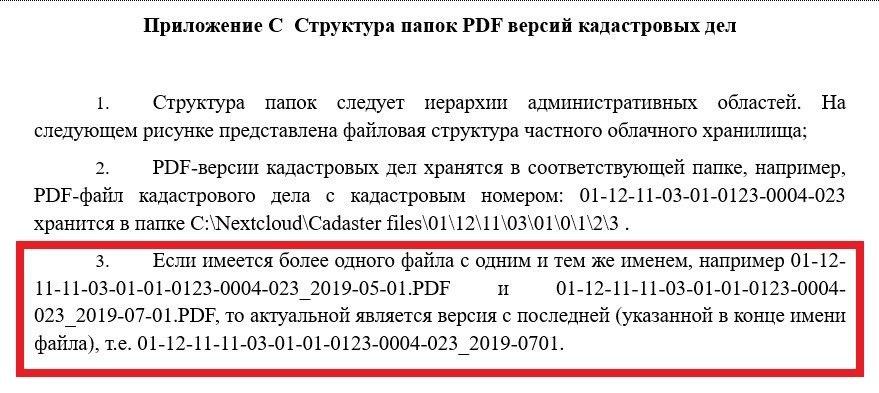 Приложение С Структура папок PDF версий кадастровых дел
1. Структура папок следует иерархии административных областей. На
следующем рисунке представлена файловая структура частного облачного хранилища;
2. PDF-версии кадастровых дел хранятся в соответствующей папке, например,
PDF-файл кадастрового дела с кадастровым номером: 01-12-11-03-01-0123-0004-023
хранится в папке C:\Nextcloud\Cadaster files\01\12\11\03\01\0\1\2\3 .
3. Если имеется более одного файла с одним и тем же именем, например 01-12-
11-11-03-01-01-0123-0004-023_2019-05-01.PDF и 01-12-11-11-03-01-01-0123-0004-
023_2019-07-01.PDF, то актуальной является версия с последней (указанной в конце имени
файла), т.е. 01-12-11-11-03-01-01-0123-0004-023_2019-0701.